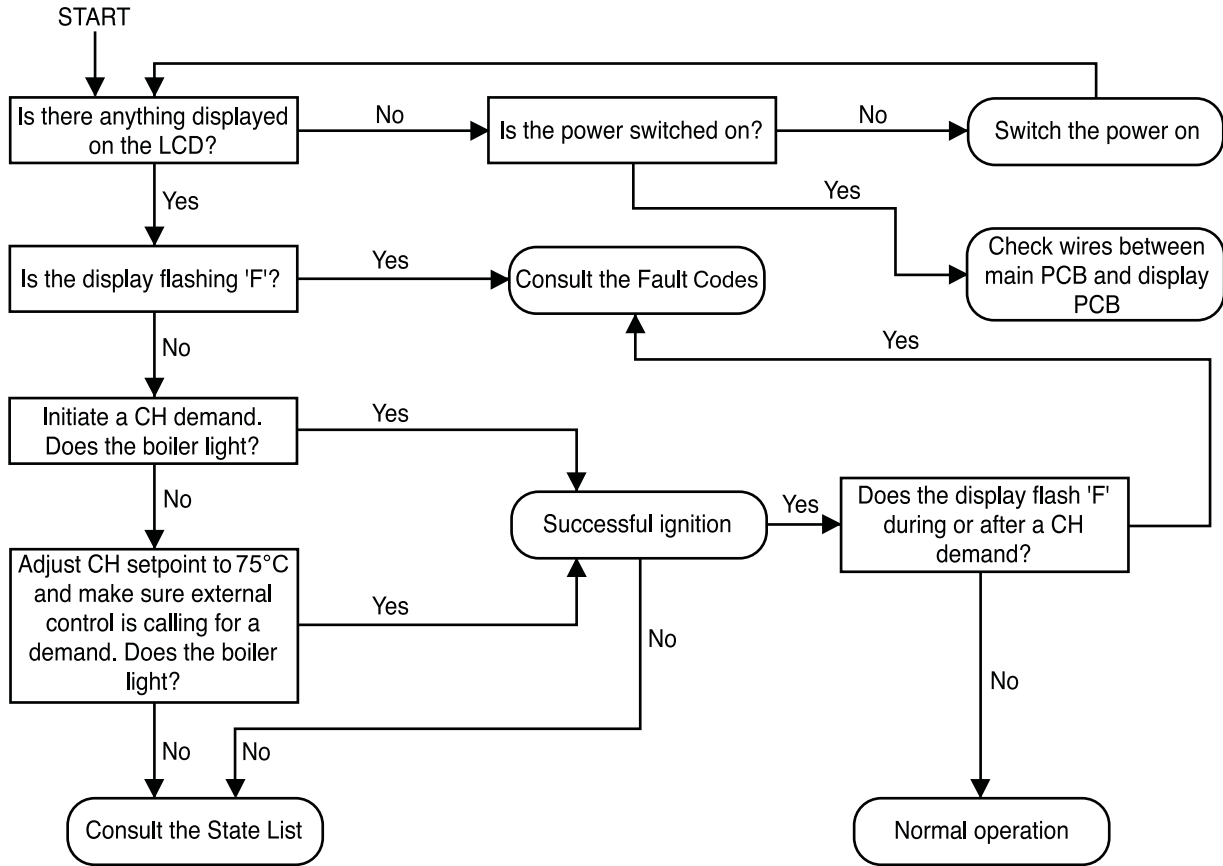 START
Is there anything displayed
on the LCD?
No
Is the power switched on?
No
Switch the power on
Yes
Yes
Is the display flashing 'F'?
Yes
Consult the Fault Codes
Check wires between
main PCB and display
PCB
No
Yes
Initiate a CH demand.
Does the boiler light?
Yes
No
Successful ignition
Yes
Does the display flash 'F'
during or after a CH
demand?
Adjust CH setpoint to 75°C
and make sure external
control is calling for a
demand. Does the boiler
light?
Yes
No
No
No
No
Consult the State List
Normal operation